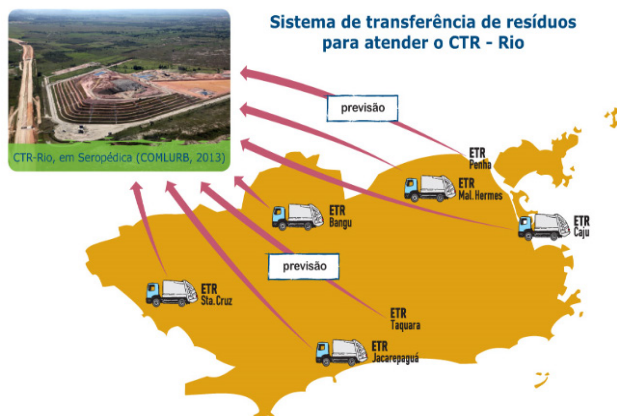 Sistema de transferência de resíduos
para atender o CTR - Rio
CTR-Rio, em Seropédica (COMLURB, 2013)
previsão
ETR
Penha
ETR
Mal. Hermes
ETR
Bangu
ETR
Caju
previsão
ETR
Sta. Cruz
ETR
Taquara
ETR
Jacarepaguá